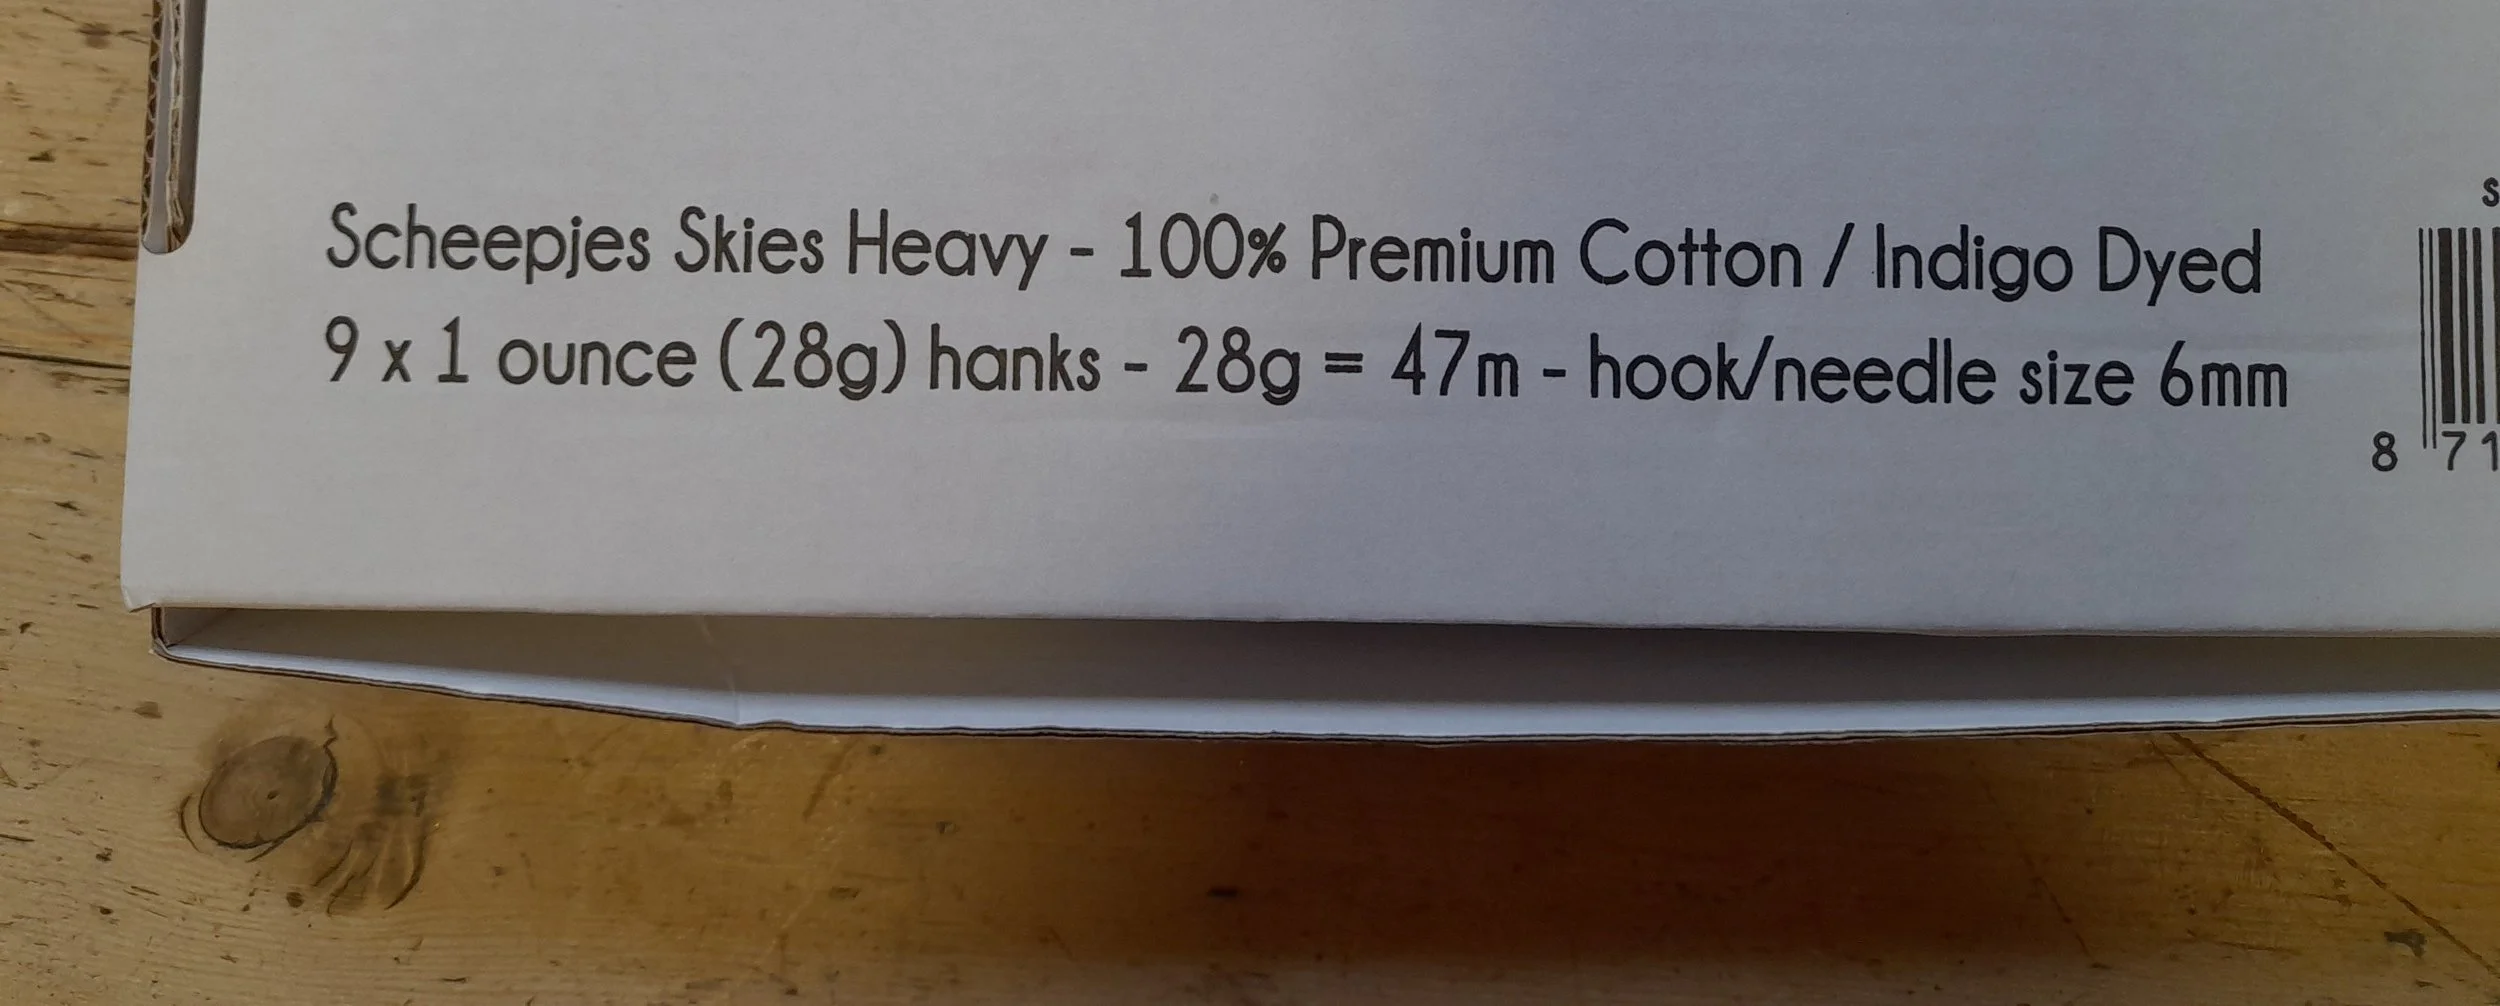 Scheepjes Skies Heavy - 100% Premium Cotton / Indigo Dyed
9 x 1 ounce (28g) hanks - 28g = 47m - hook/needle size 6mm
8 71